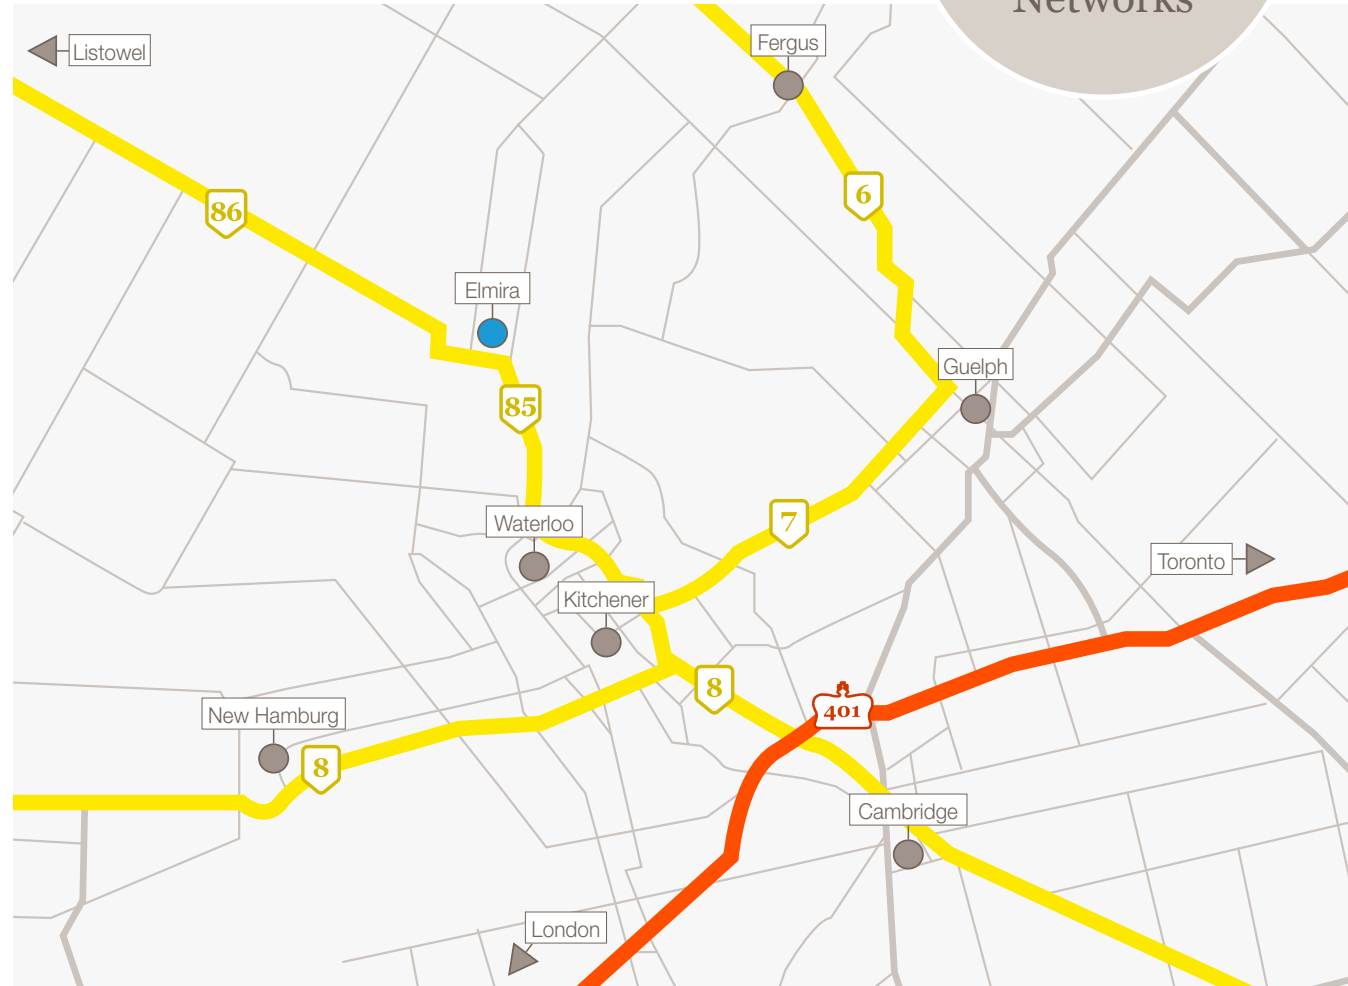 Networks
Fergus
Listowel
6
86
Elmira
Guelph
85
Waterloo
7
Toronto
Kitchener
8
New Hamburg
401
8
Cambridge
London